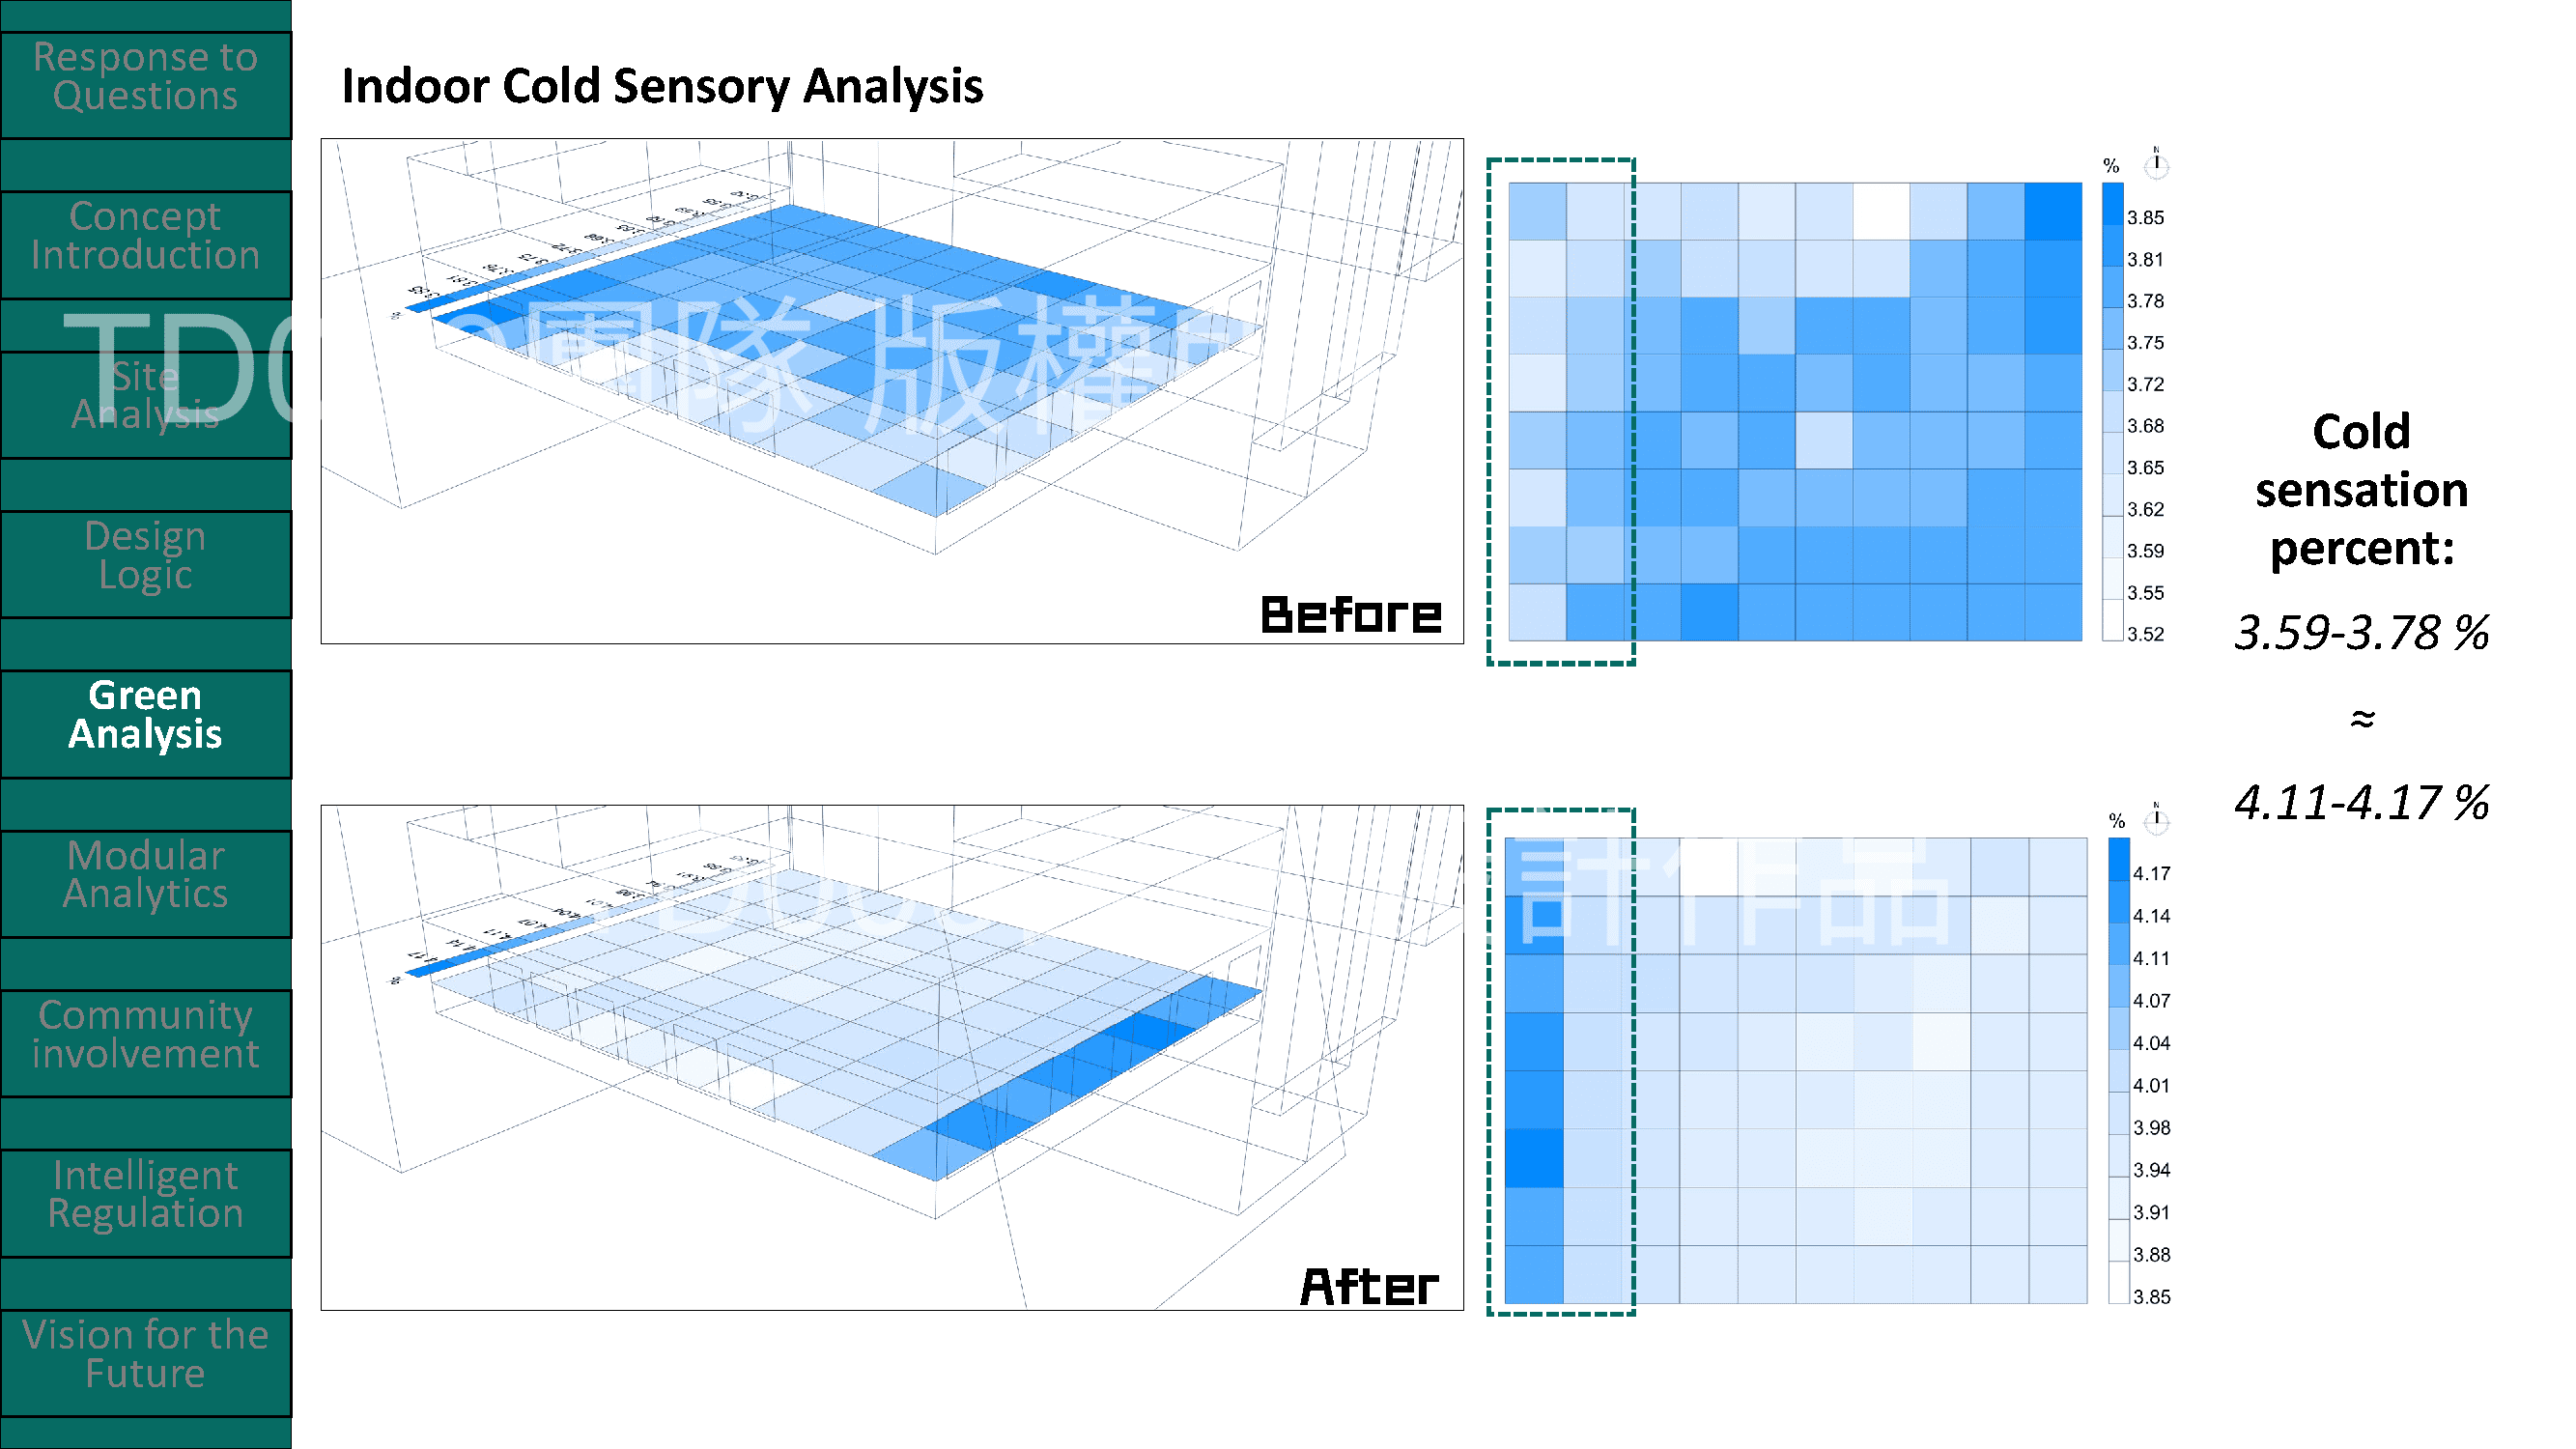 Response to
Questions
Concept
Introduction
Site
Analysis
Design
Logic
Green
Analysis
Modular
Analytics
Community
involvement
Intelligent
Regulation
Vision for the
Future
Indoor Cold Sensory Analysis
Before
%
N
3.85
3.81
3.78
3.75
3.72
3.68
3.65
3.62
3.59
3.55
3.52
After
%
N
4.17
4.14
4.11
4.07
4.04
4.01
3.98
3.94
3.91
3.88
3.85
Cold
sensation
percent:
3.59-3.78 %
≈
4.11-4.17 %
團隊 版權
計作品